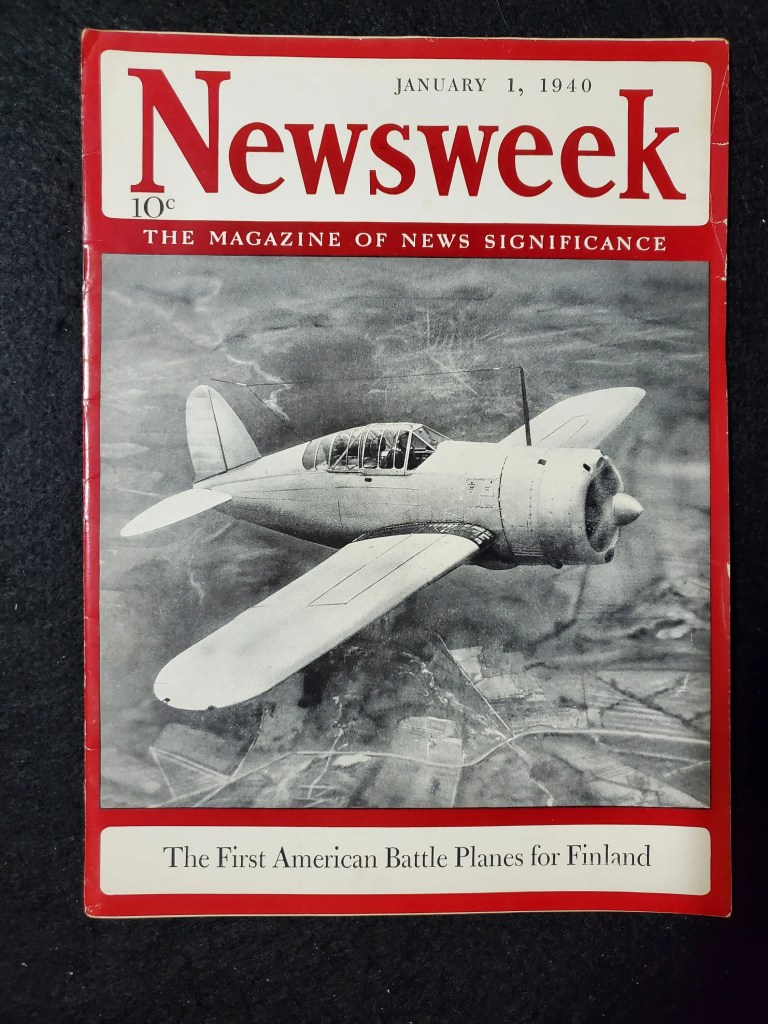 JANUARY 1, 1940
Newsweek
10c
THE MAGAZINE OF NEWS SIGNIFICANCE
The First American Battle Planes for Finland